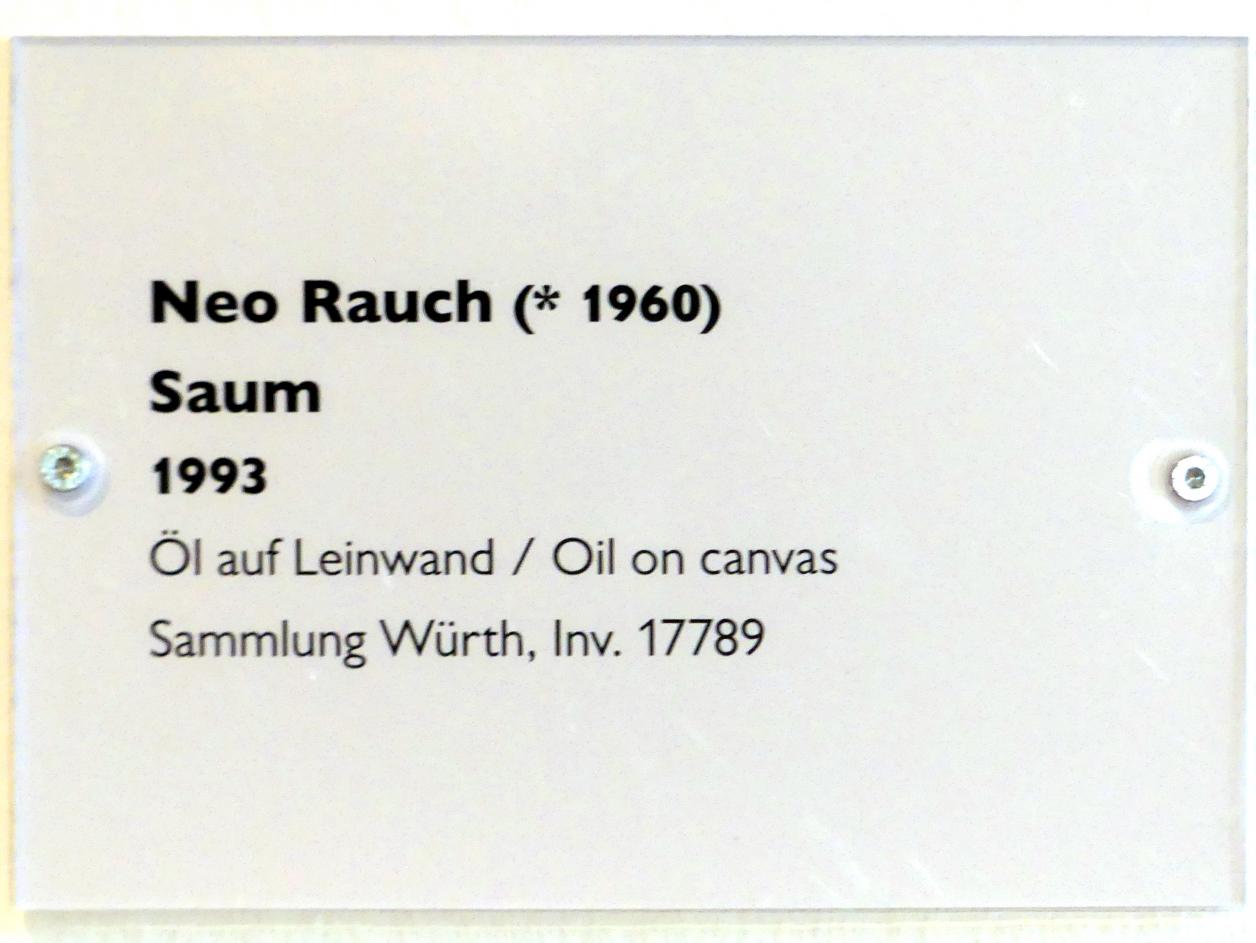 Neo Rauch (* 1960)
Saum
1993
Öl auf Leinwand / Oil on canvas
Sammlung Würth, Inv. 17789